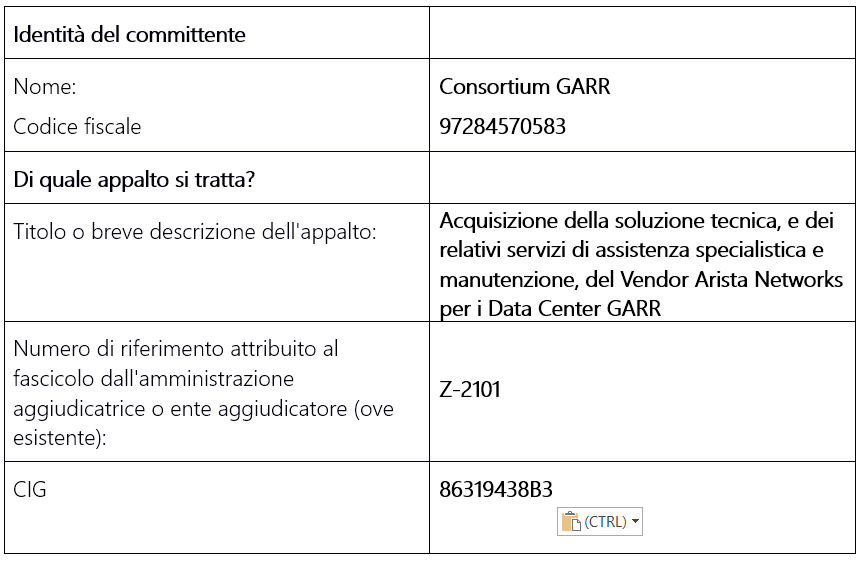 Identità del committente
Nome:
Consortium GARR
Codice fiscale
97284570583
Di quale appalto si tratta?
Titolo o breve descrizione dell'appalto:
Acquisizione della soluzione tecnica, e dei
relativi servizi di assistenza specialistica e
manutenzione, del Vendor Arista Networks
per i Data Center GARR
Numero di riferimento attribuito al
fascicolo dall'amministrazione
aggiudicatrice o ente aggiudicatore (ove
esistente):
Z-2101
CIG
86319438B3
(CTRL)